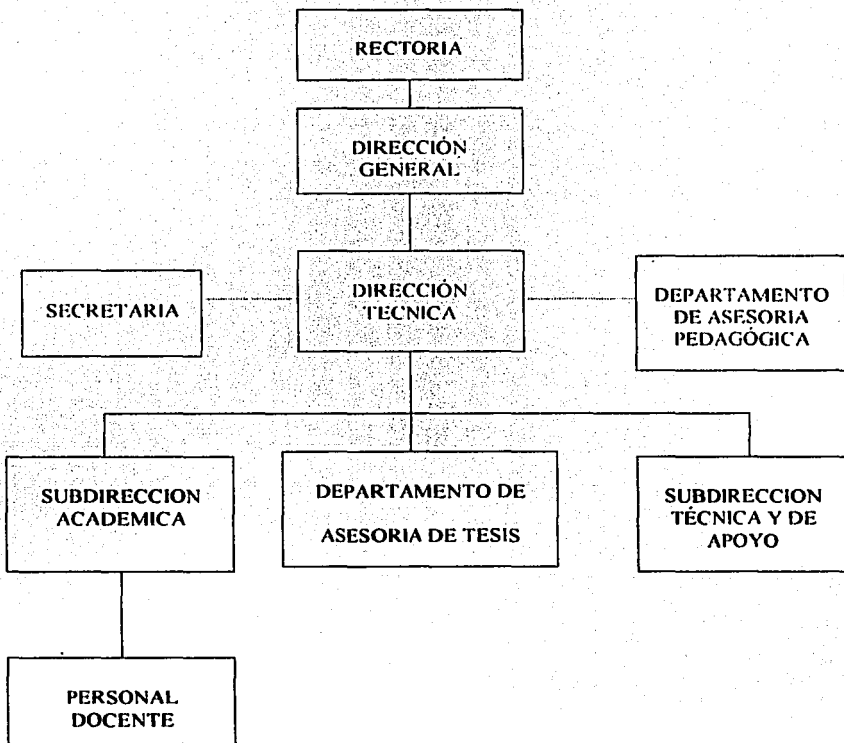 RECTORIA
DIRECCIÓN
GENERAL
DIRECCIÓN
TECNICA
SECRETARIA
DEPARTAMENTO
DE ASESORIA
PEDAGÓGICA
SUBDIRECCION
ACADEMICA
DEPARTAMENTO DE
ASESORIA DE TESIS
SUBDIRECCION
TÉCNICA Y DE
APOYO
PERSONAL
DOCENTE